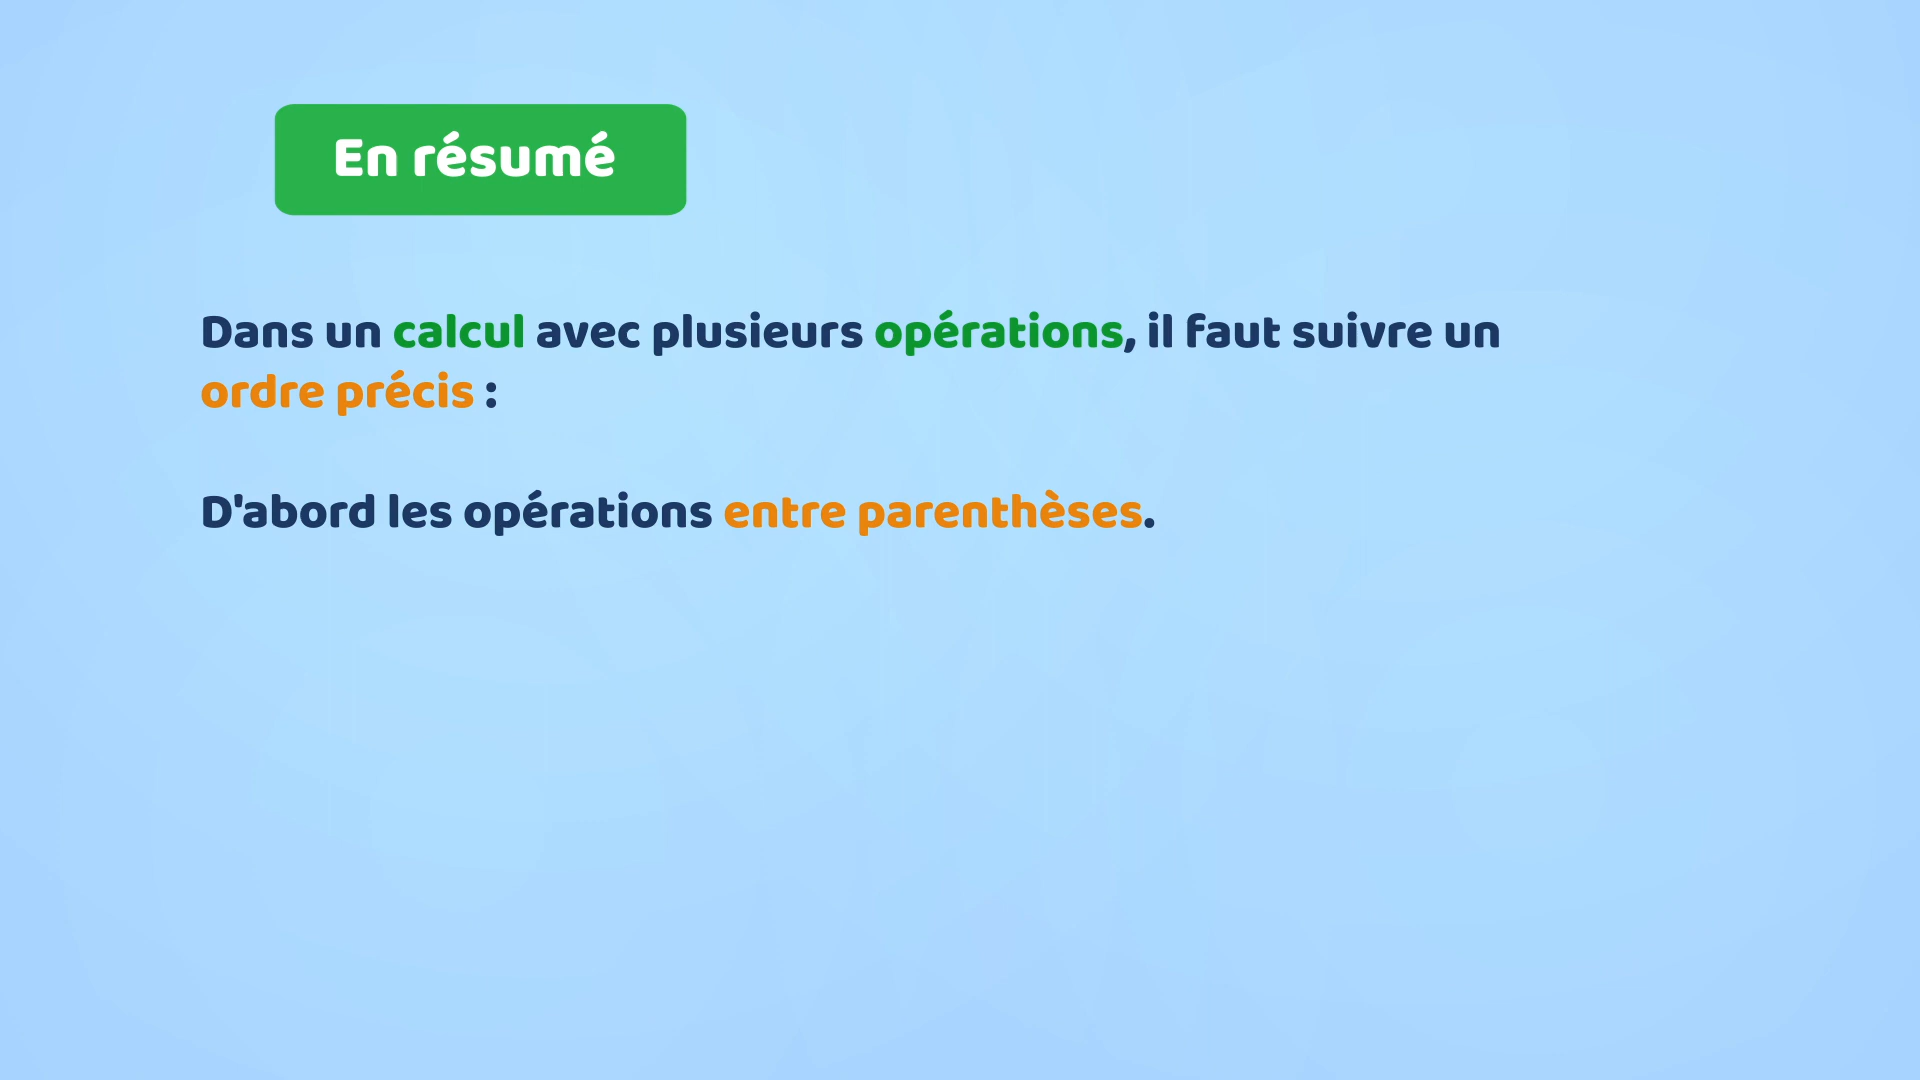 En résumé
Dans un calcul avec plusieurs opérations, il faut suivre un
ordre précis :
D'abord les opérations entre parenthèses.